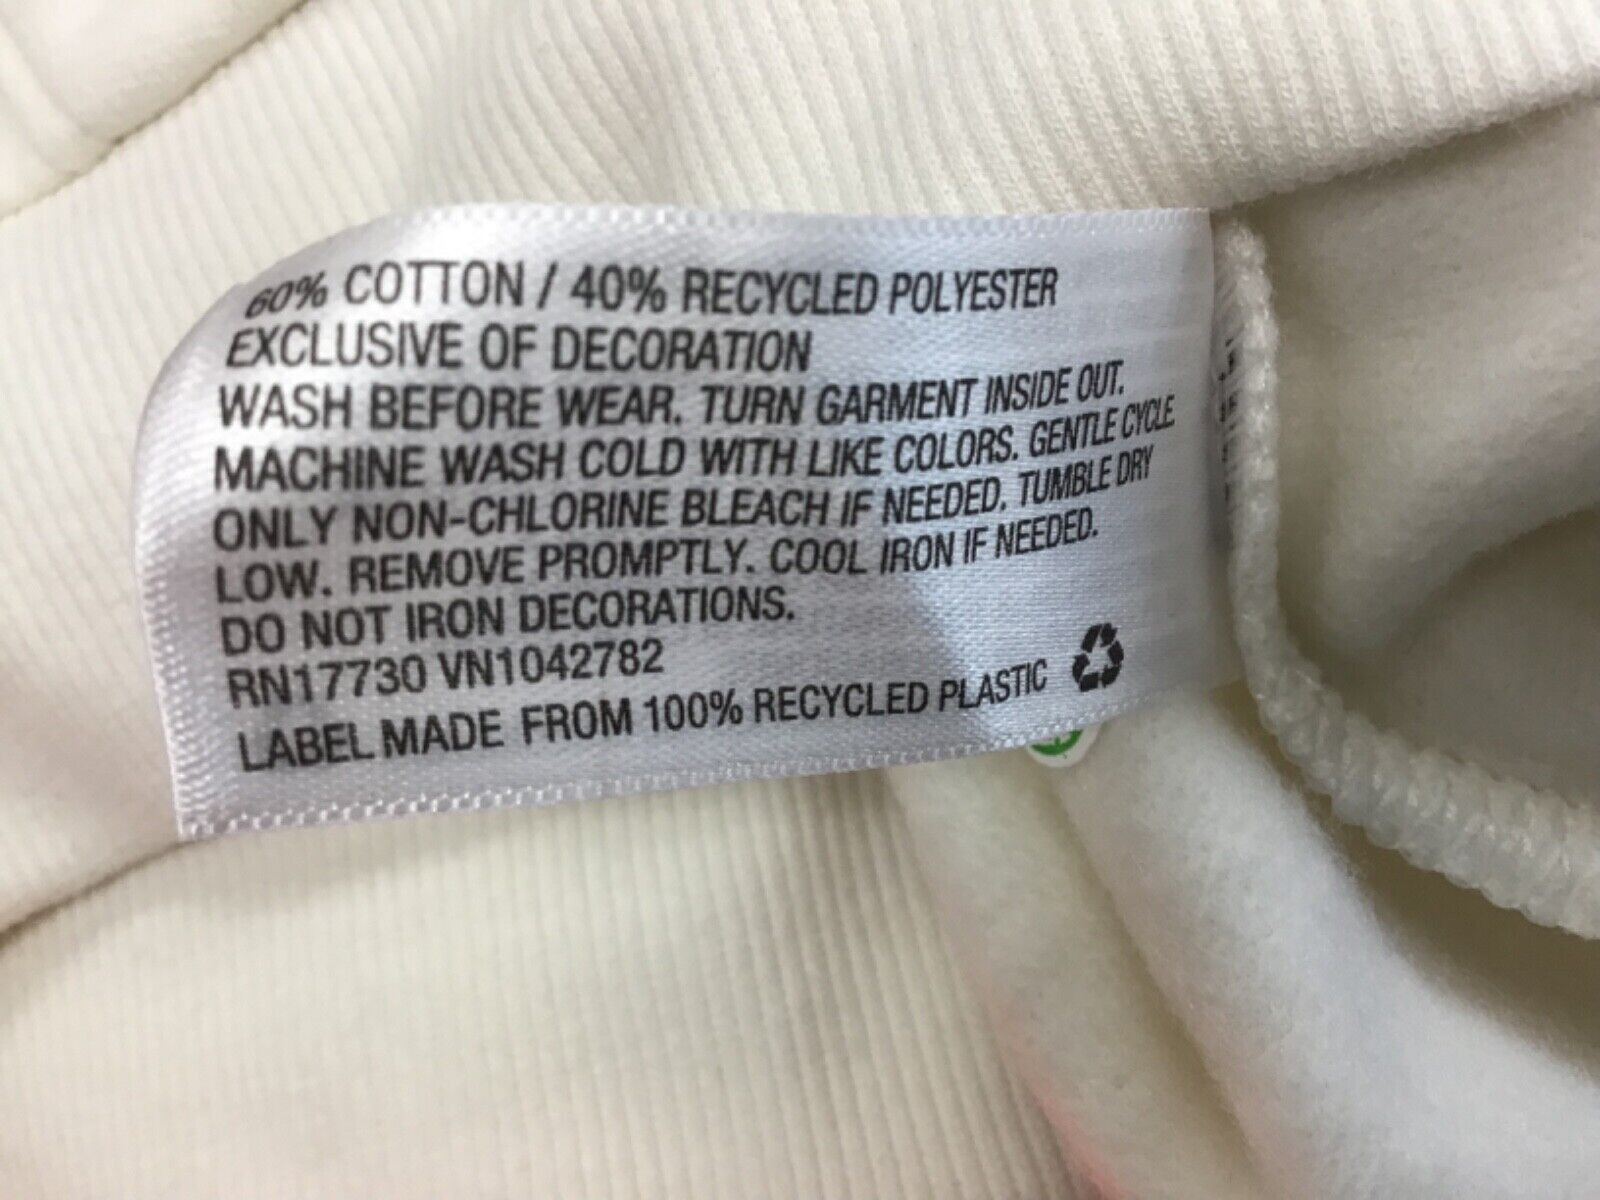 60% COTTON / 40% RECYCLED POLYESTER
EXCLUSIVE OF DECORATION
WASH BEFORE WEAR. TURN GARMENT INSIDE OUT.
MACHINE WASH COLD WITH LIKE COLORS. GENTLE CYCLE
ONLY NON-CHLORINE BLEACH IF NEEDED. TUMBLE DRY
LOW. REMOVE PROMPTLY. COOL IRON IF NEEDED.
DO NOT IRON DECORATIONS.
RN17730 VN1042782
LABEL MADE FROM 100% RECYCLED PLASTIC